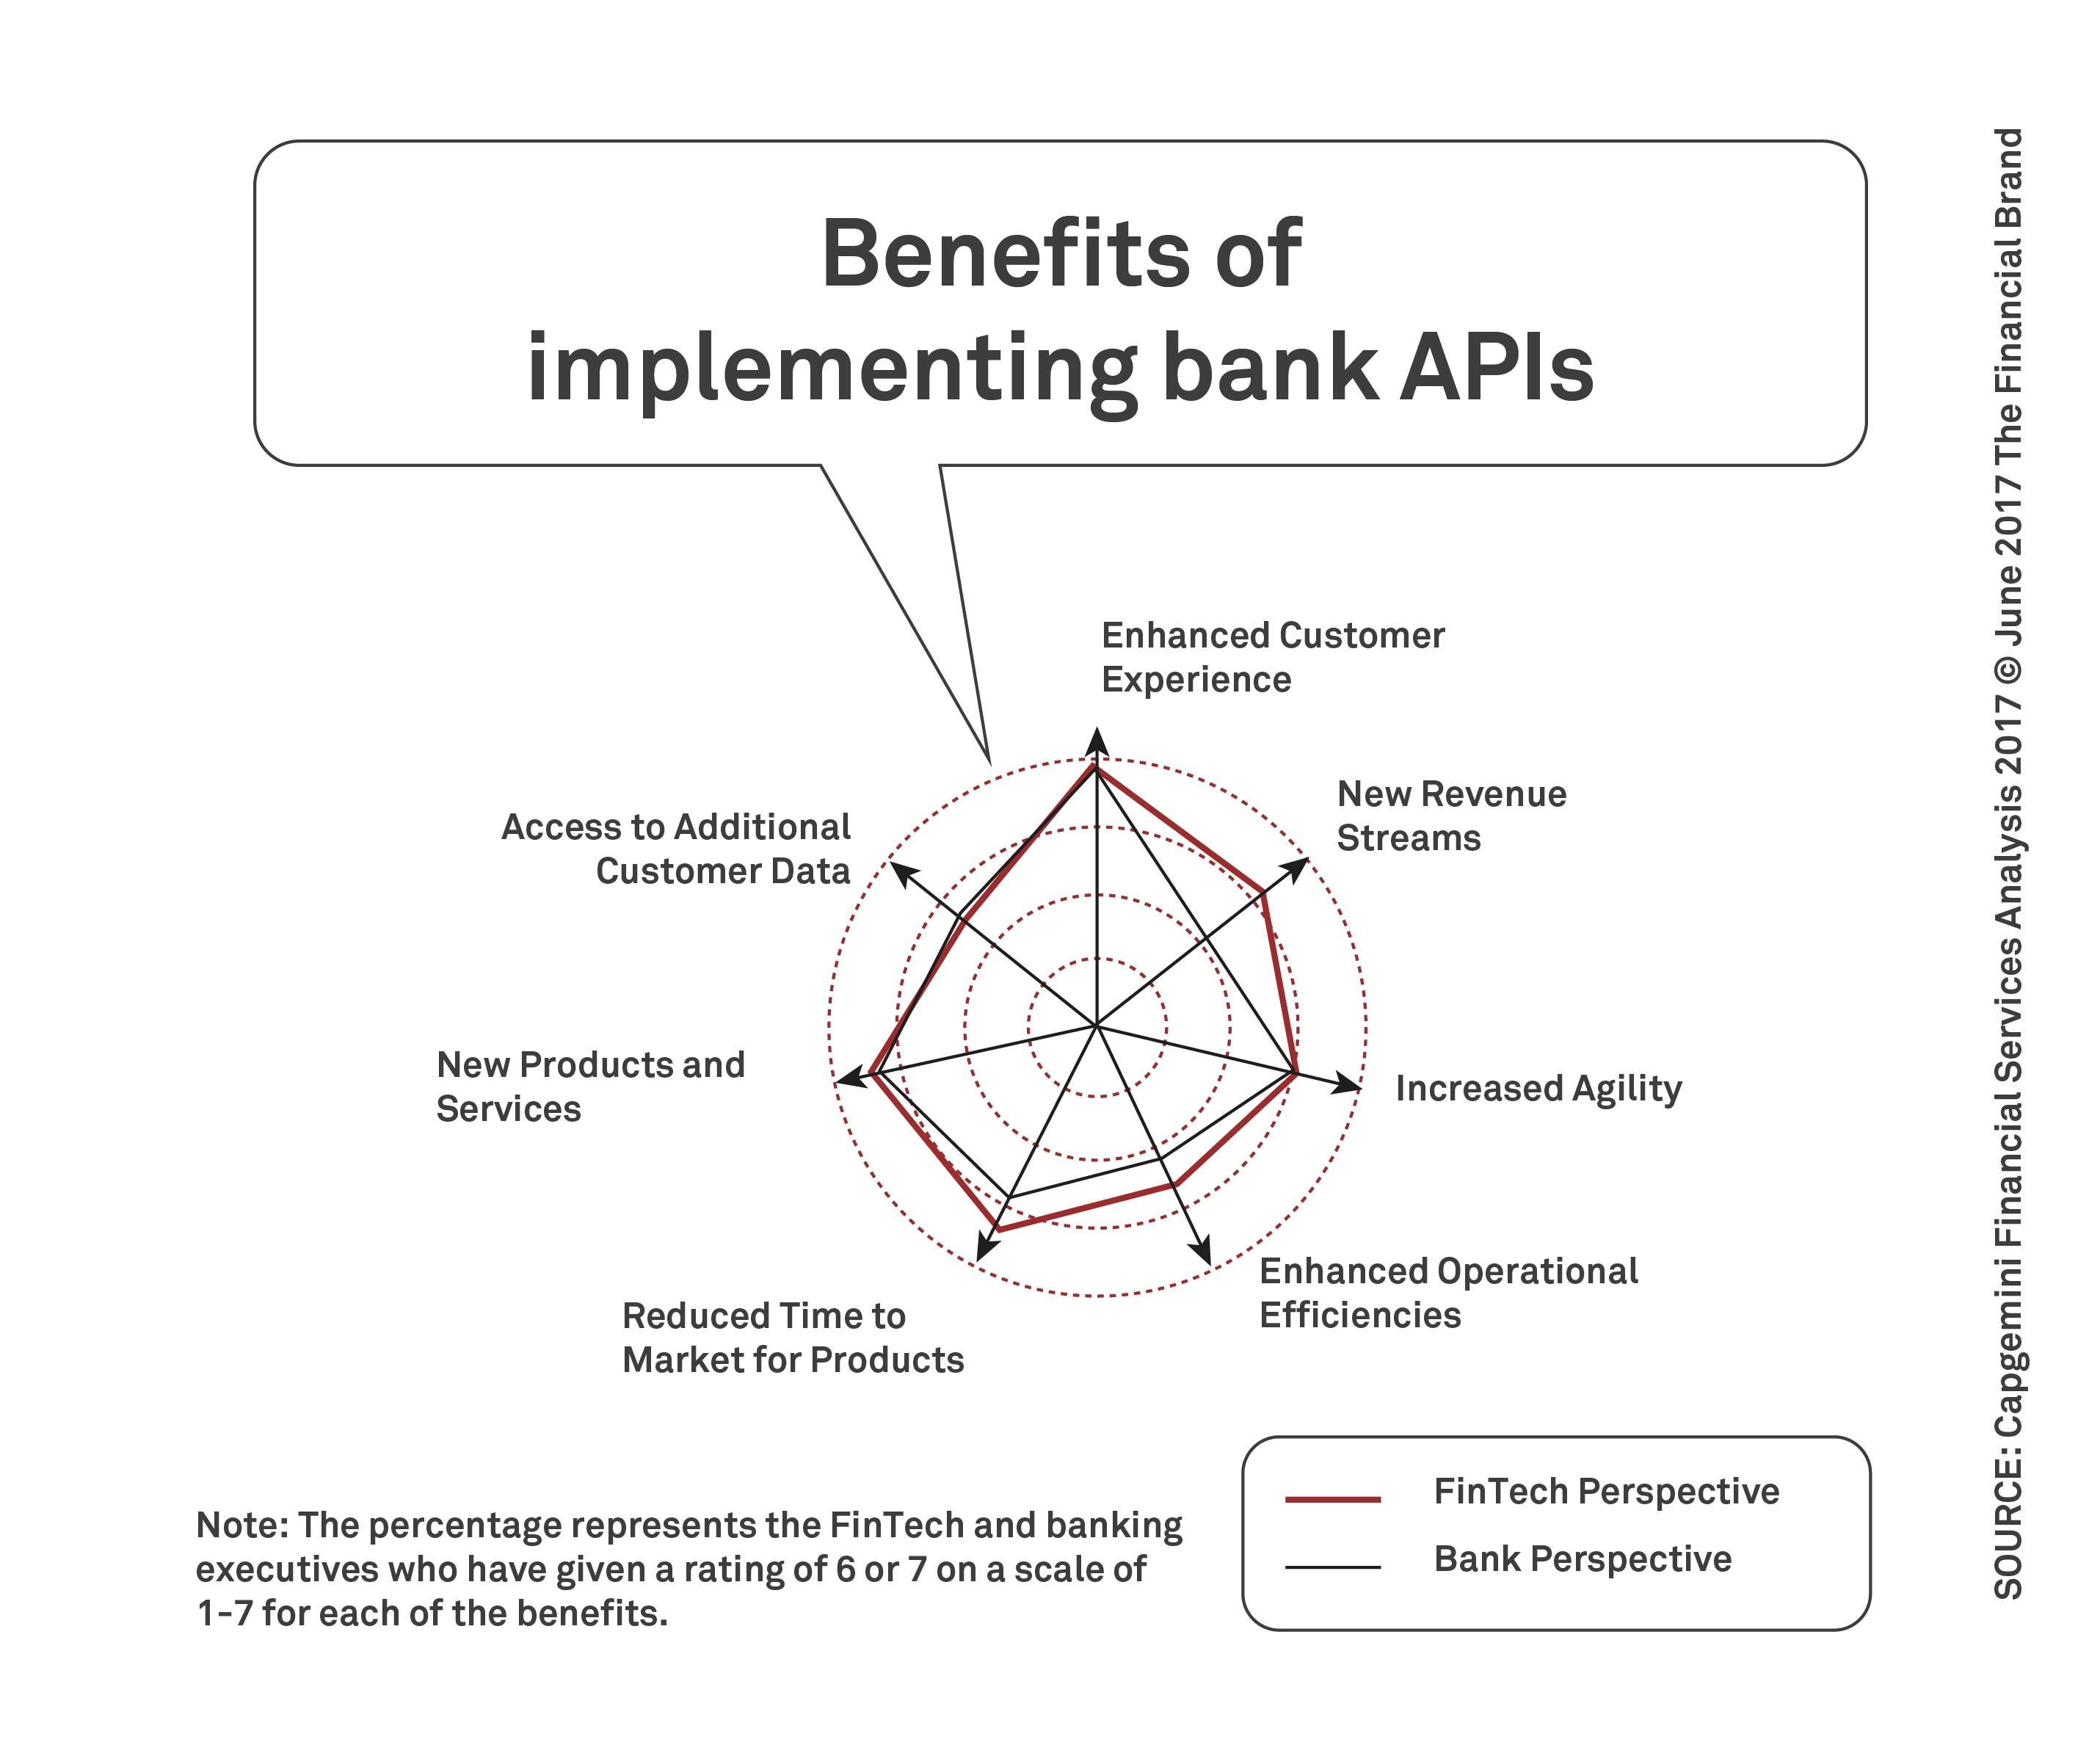 Benefits of
implementing bank APIs
Enhanced Customer
Experience
New Revenue
Streams
Access to Additional
Customer Data
New Products and
Services
Increased Agility
Enhanced Operational
Efficiencies
Reduced Time to
Market for Products
FinTech Perspective
Bank Perspective
Note: The percentage represents the FinTech and banking
executives who have given a rating of 6 or 7 on a scale of
1-7 for each of the benefits.
SOURCE: Capgemini Financial Services Analysis 2017 © June 2017 The Financial Brand